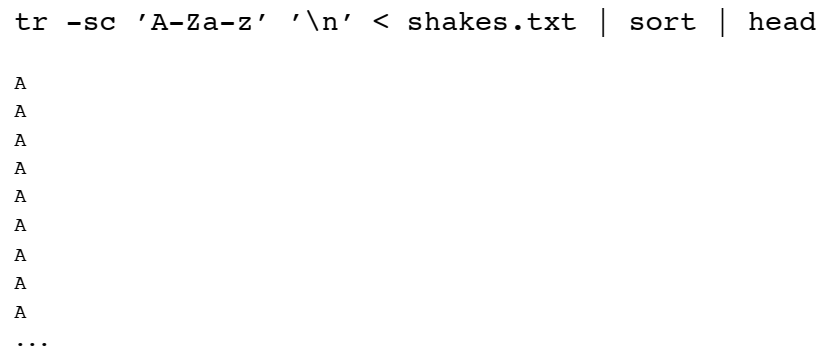 tr -sc ’A-Za-z’ ’\n’ < shakes.txt | sort | head
A
A
A
A
A
A
A
A
A
...